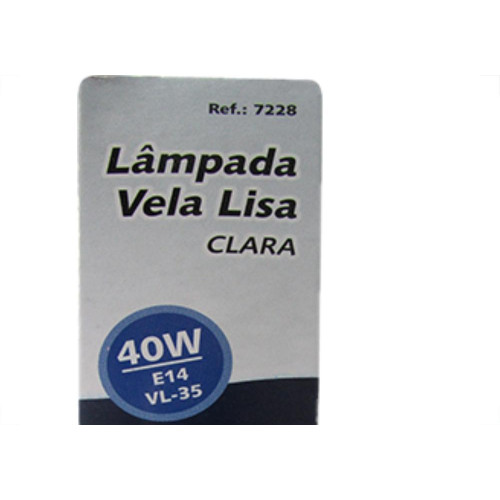 Ref.: 7228
Lâmpada
Vela Lisa
CLARA
40W
E14
VL-35